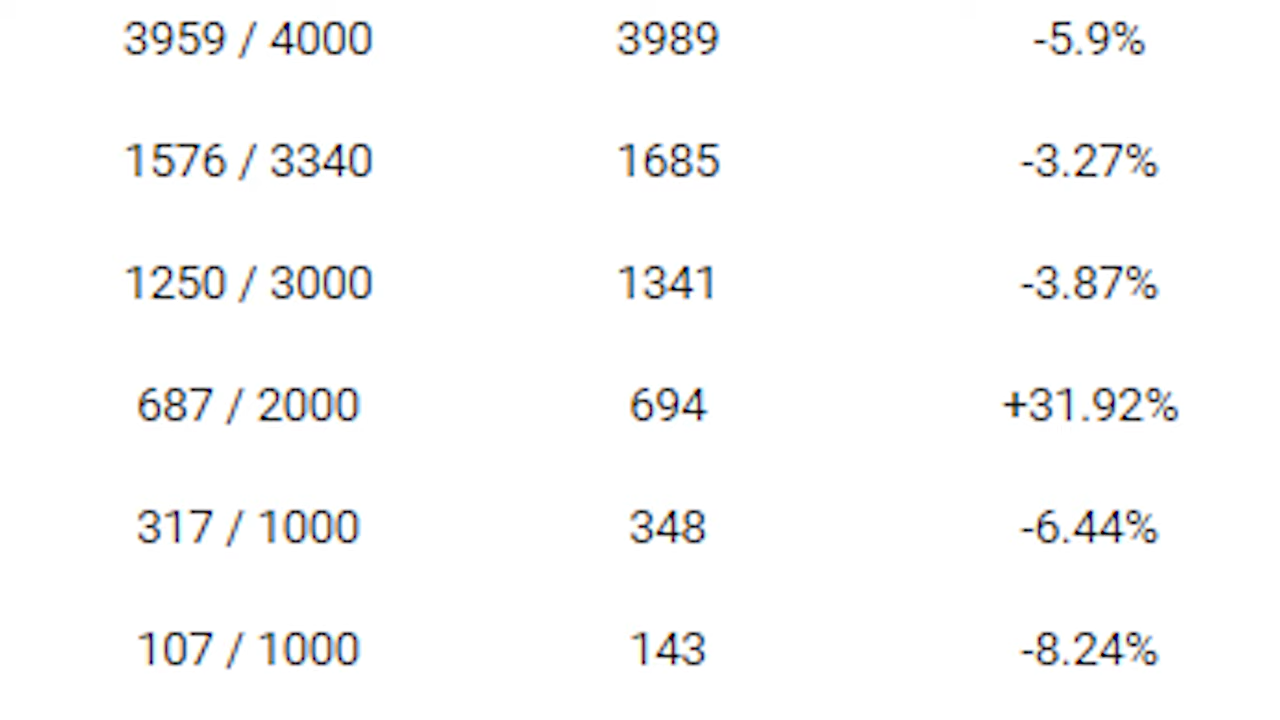 3959 / 4000 3989 -5.9%
1576 / 3340 1685 -3.27%
1250 / 3000 1341 -3.87%
687 / 2000 694 +31.92%
317 / 1000 348 -6.44%
107 / 1000 143 -8.24%